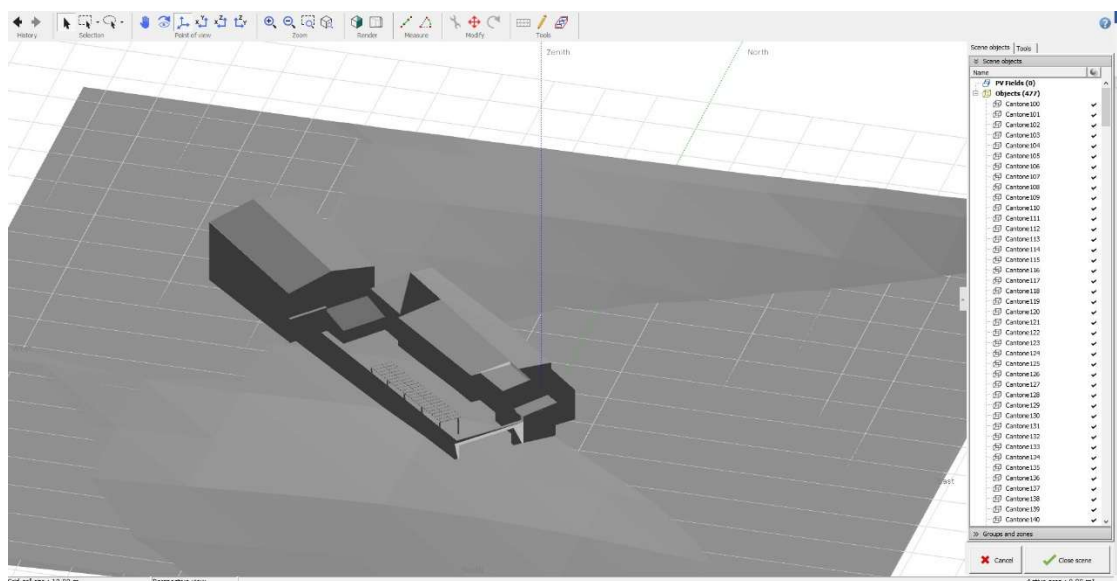 History
Selection
Point of view
Zoom
Render
Measure
Modify
Tools
Zenith
North
Scene objects Tools
Scene objects
Name
PV Fields (0)
Objects (477)
Cantone100
Cantone101
Cantone102
Cantone103
Cantone104
Cantone105
Cantone106
Cantone107
Cantone108
Cantone109
Cantone110
Cantone111
Cantone112
Cantone113
Cantone114
Cantone115
Cantone116
Cantone117
Cantone118
Cantone119
Cantone120
Cantone121
Cantone122
Cantone123
Cantone124
Cantone125
Cantone126
Cantone127
Cantone128
Cantone129
Cantone130
Cantone131
Cantone132
Cantone133
Cantone134
Cantone135
Cantone136
Cantone137
Cantone138
Cantone139
Cantone140
ast
Groups and zones
Cancel
Close scene